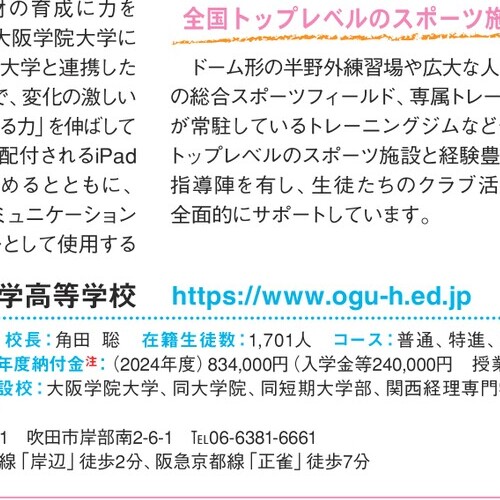 材の育成に力を
大阪学院大学に
大学と連携した
で、変化の激しい
る力」を伸ばして
配付されるiPad
めるとともに、
ミュニケーション
として使用する
全国トップレベルのスポーツ施
ドーム形の半野外練習場や広大な人
の総合スポーツフィールド、専属トレー
が常駐しているトレーニングジムなど
トップレベルのスポーツ施設と経験豊
指導陣を有し、生徒たちのクラブ活
全面的にサポートしています。
学高等学校 https://www.ogu-h.ed.jp
校長：角田 聡 在籍生徒数：1,701人 コース：普通、特進、
年度納付金注：（2024年度）834,000円（入学金等240,000円 授業
設校：大阪学院大学、同大学院、同短期大学部、関西経理専門
1 吹田市岸部南2-6-1 ℡06-6381-6661
線「岸辺」徒歩2分、阪急京都線「正雀」徒歩7分